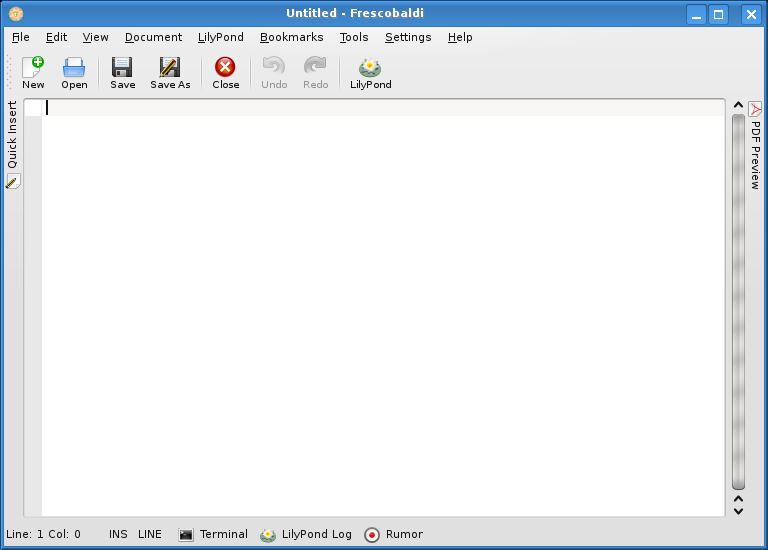 Untitled - Frescobaldi
File Edit View Document LilyPond Bookmarks Tools Settings Help
New Open Save Save As Close Undo Redo LilyPond
Quick Insert
PDF Preview
Line: 1 Col: 0 INS LINE Terminal LilyPond Log Rumor